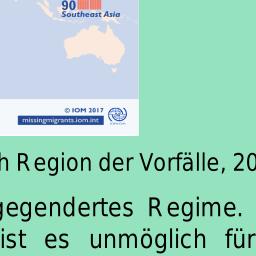 90
Southeast Asia
© IOM 2017
missingmigrants.iom.int
Region der Vorfälle, 20
gegendertes Regime.
ist es unmöglich für